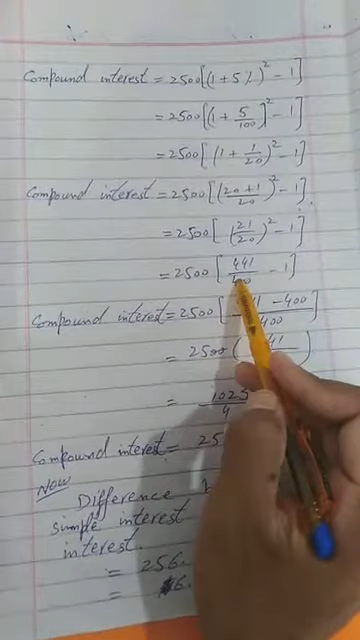 Compound interest = 2500[(1+5%)² - 1]
= 2500[(1+5/100)² - 1]
= 2500[(1+1/20)² - 1]
Compound interest = 2500[((20+1)/20)² - 1]
= 2500[(21/20)² - 1]
= 2500[441/400 - 1]
Compound interest = 2500[ - 400/400]
= 2500(41/ )
= 1025/4
Compound interest = 25
Now
Difference
simple interest
interest.
= 256.
= 6.